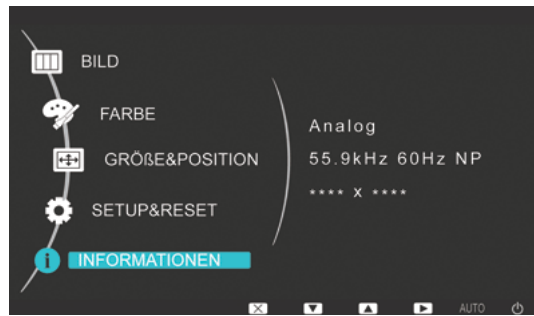 BILD
FARBE
GRÖßE&POSITION
SETUP&RESET
INFORMATIONEN
Analog
55.9kHz 60Hz NP
**** x ****
AUTO